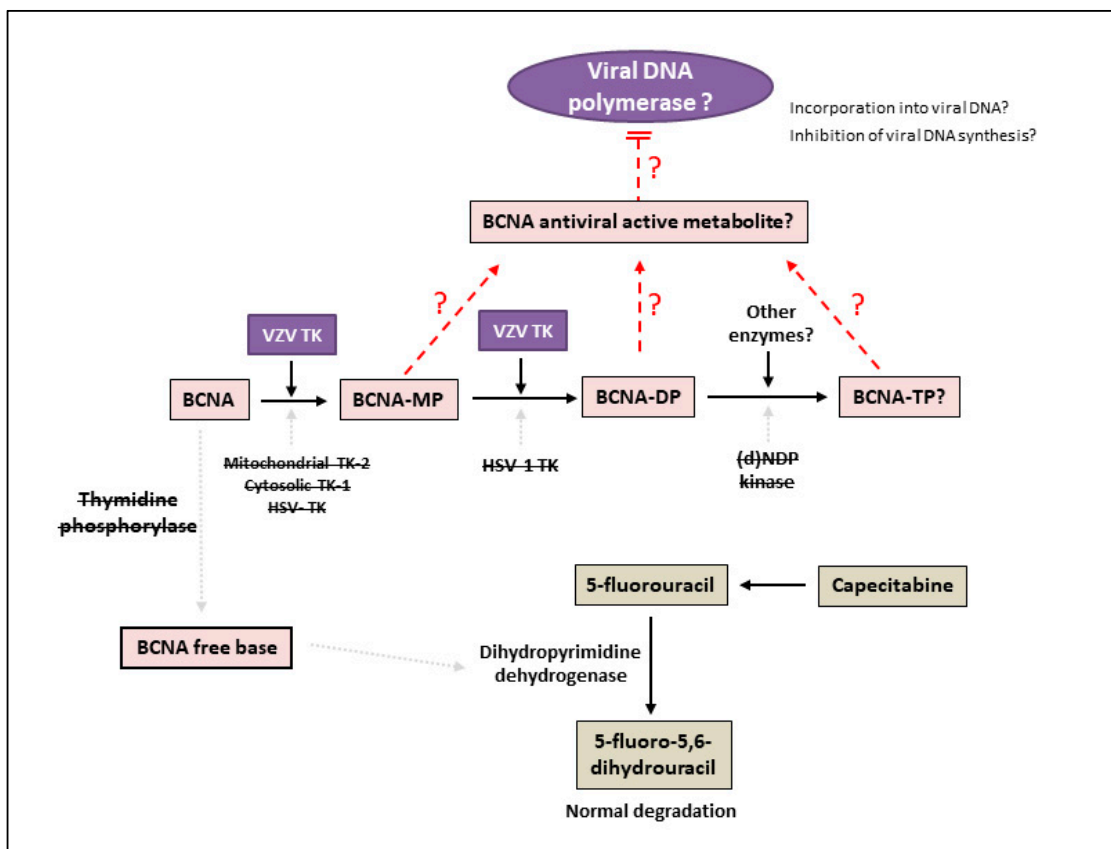 Viral DNA
polymerase ?
Incorporation into viral DNA?
Inhibition of viral DNA synthesis?
?
BCNA antiviral active metabolite?
?
?
?
VZV TK
VZV TK
Other
enzymes?
BCNA
BCNA-MP
BCNA-DP
BCNA-TP?
Mitochondrial TK-2
Cytosolic TK-1
HSV- TK
HSV-1 TK
(d)NDP
kinase
Thymidine
phosphorylase
5-fluorouracil
Capecitabine
BCNA free base
Dihydropyrimidine
dehydrogenase
5-fluoro-5,6-
dihydrouracil
Normal degradation